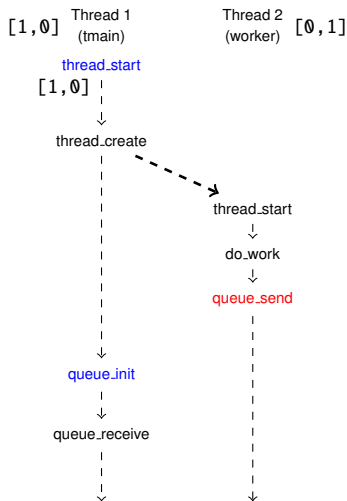 Thread 1
[1,0]
(tmain)
Thread 2
[0,1]
(worker)
thread_start
[1,0]
thread_create
thread_start
do_work
queue_send
queue_init
queue_receive